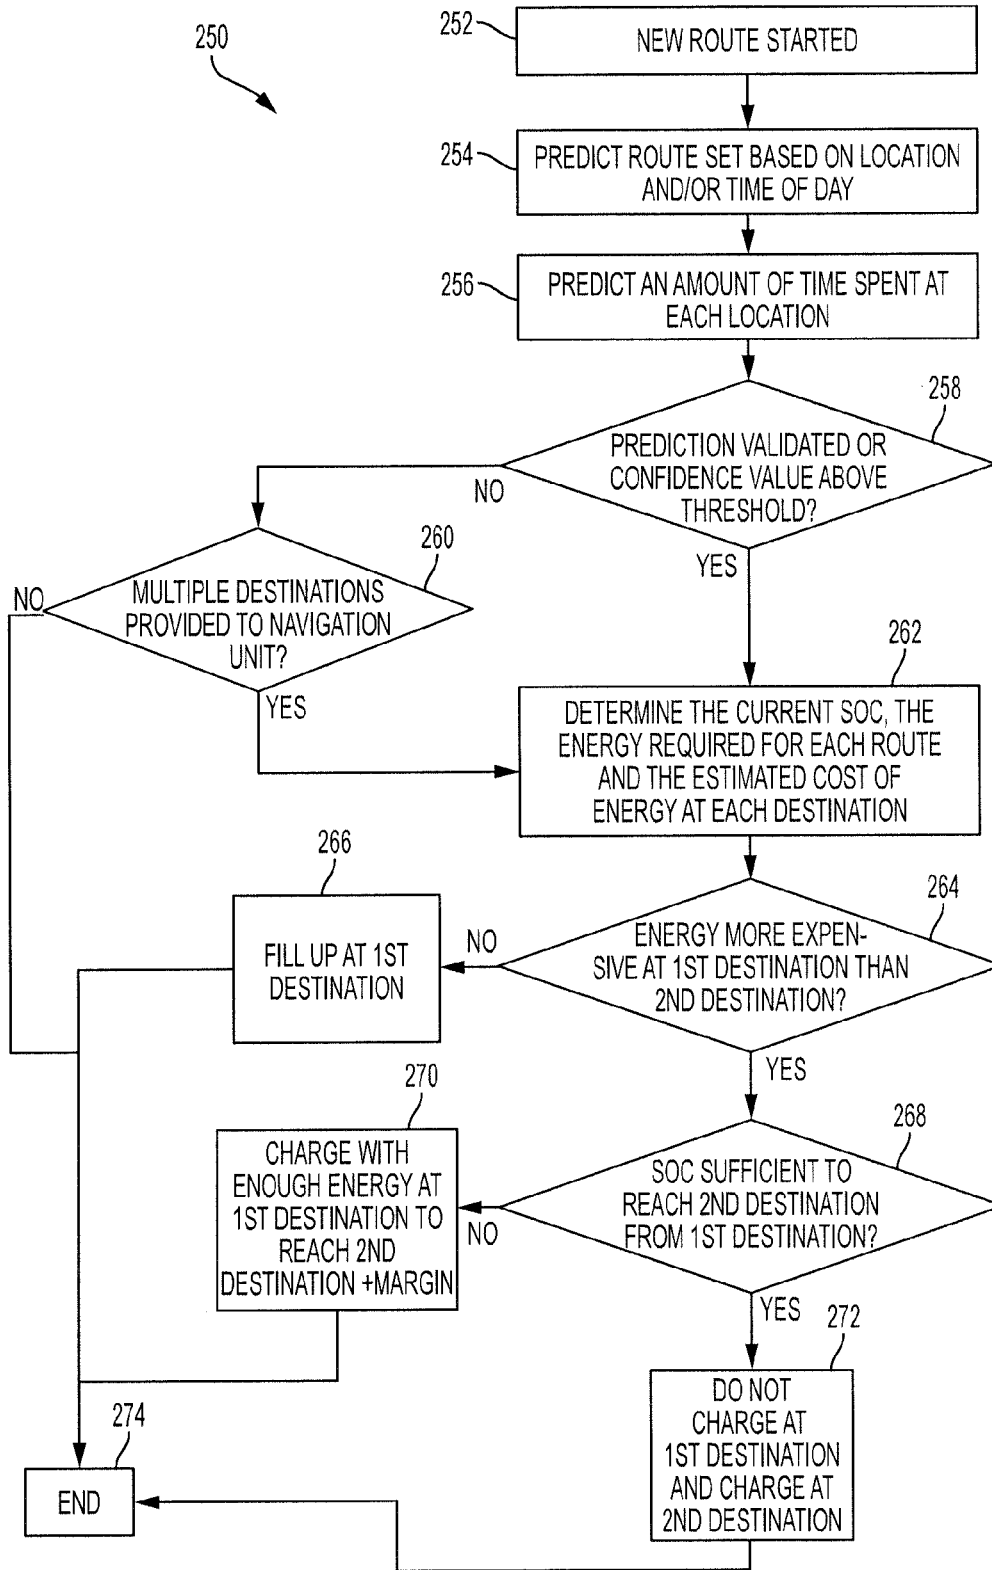 250
252
NEW ROUTE STARTED
254
PREDICT ROUTE SET BASED ON LOCATION
AND/OR TIME OF DAY
256
PREDICT AN AMOUNT OF TIME SPENT AT
EACH LOCATION
258
PREDICTION VALIDATED OR
CONFIDENCE VALUE ABOVE
THRESHOLD?
NO
YES
260
MULTIPLE DESTINATIONS
PROVIDED TO NAVIGATION
UNIT?
NO
YES
262
DETERMINE THE CURRENT SOC, THE
ENERGY REQUIRED FOR EACH ROUTE
AND THE ESTIMATED COST OF
ENERGY AT EACH DESTINATION
264
ENERGY MORE EXPEN-
SIVE AT 1ST DESTINATION THAN
2ND DESTINATION?
NO
YES
266
FILL UP AT 1ST
DESTINATION
268
SOC SUFFICIENT TO
REACH 2ND DESTINATION
FROM 1ST DESTINATION?
NO
YES
270
CHARGE WITH
ENOUGH ENERGY AT
1ST DESTINATION TO
REACH 2ND
DESTINATION +MARGIN
272
DO NOT
CHARGE AT
1ST DESTINATION
AND CHARGE AT
2ND DESTINATION
274
END